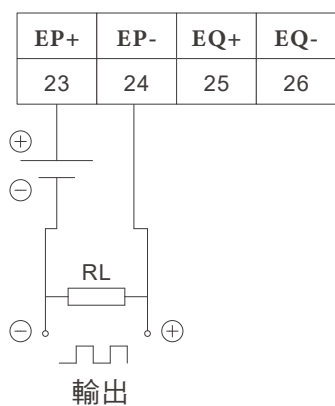 EP+ EP- EQ+ EQ-
23 24 25 26
+
-
RL
- +
輸出